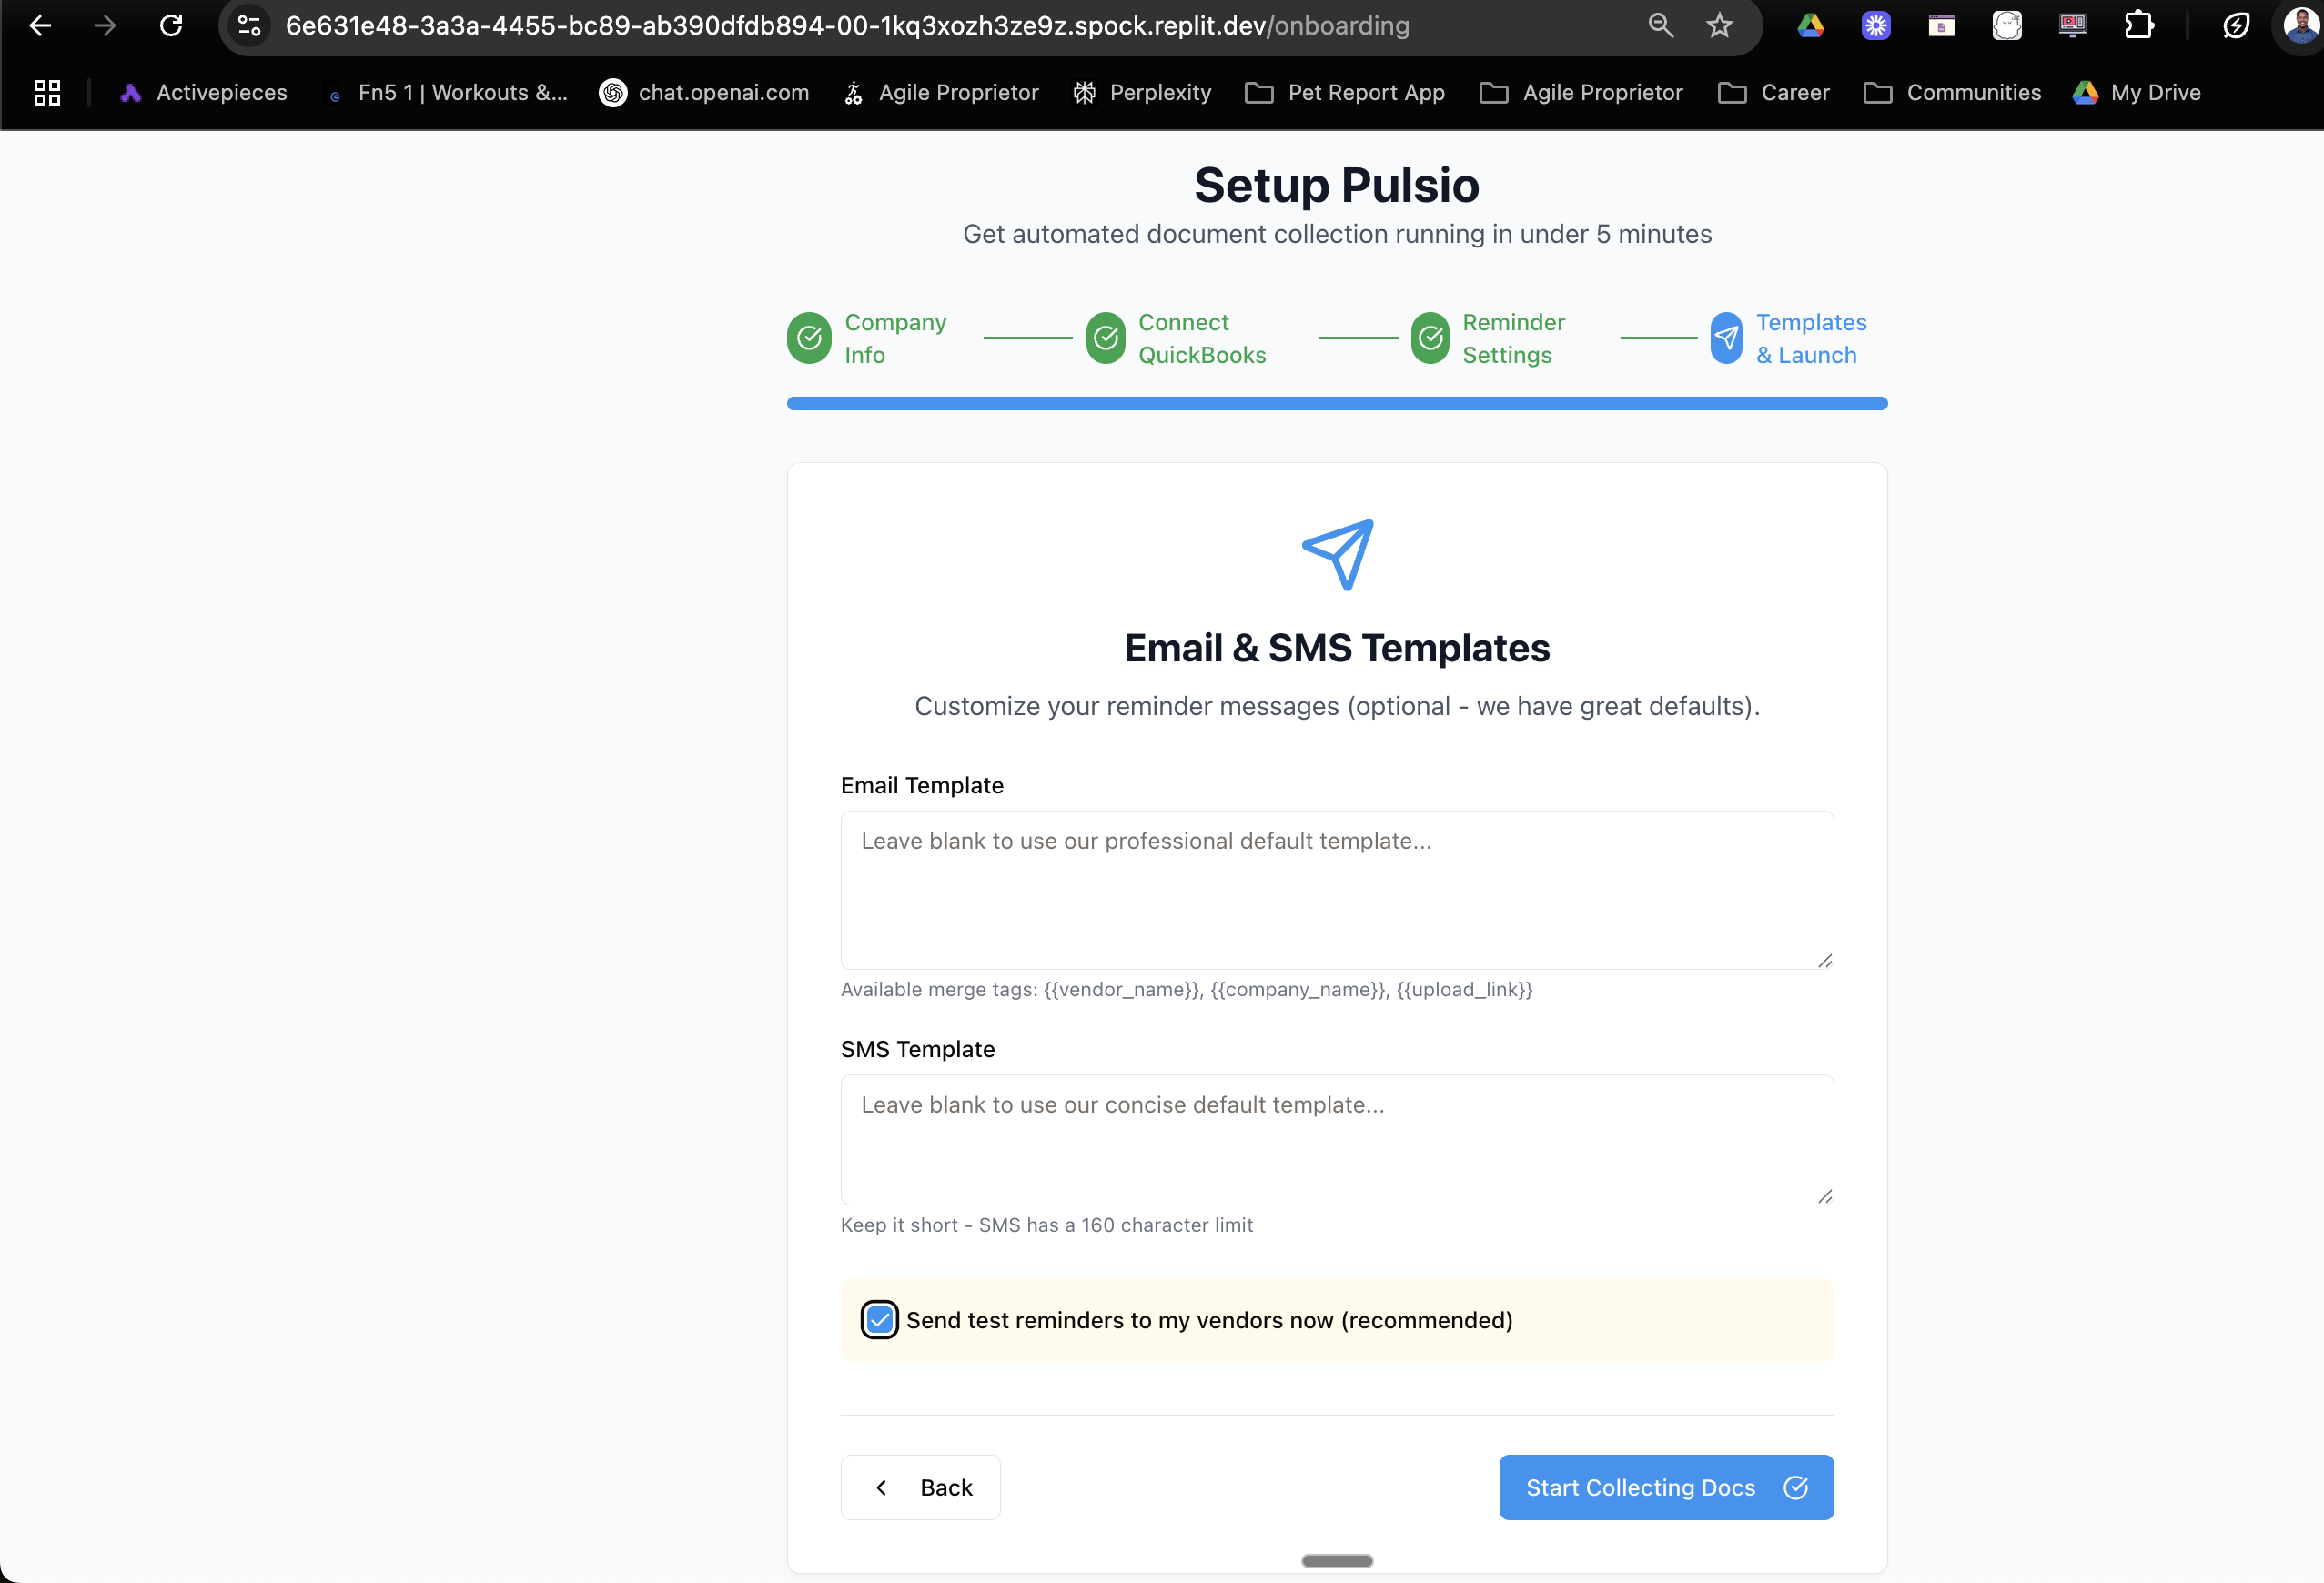 6e631e48-3a3a-4455-bc89-ab390dfdb894-00-1kq3xozh3ze9z.spock.replit.dev/onboarding
Activepieces
Fn5 1 | Workouts &...
chat.openai.com
Agile Proprietor
Perplexity
Pet Report App
Agile Proprietor
Career
Communities
My Drive
Setup Pulsio
Get automated document collection running in under 5 minutes
Company
Info
Connect
QuickBooks
Reminder
Settings
Templates
& Launch
Email & SMS Templates
Customize your reminder messages (optional - we have great defaults).
Email Template
Leave blank to use our professional default template...
Available merge tags: {{vendor_name}}, {{company_name}}, {{upload_link}}
SMS Template
Leave blank to use our concise default template...
Keep it short - SMS has a 160 character limit
Send test reminders to my vendors now (recommended)
Back
Start Collecting Docs